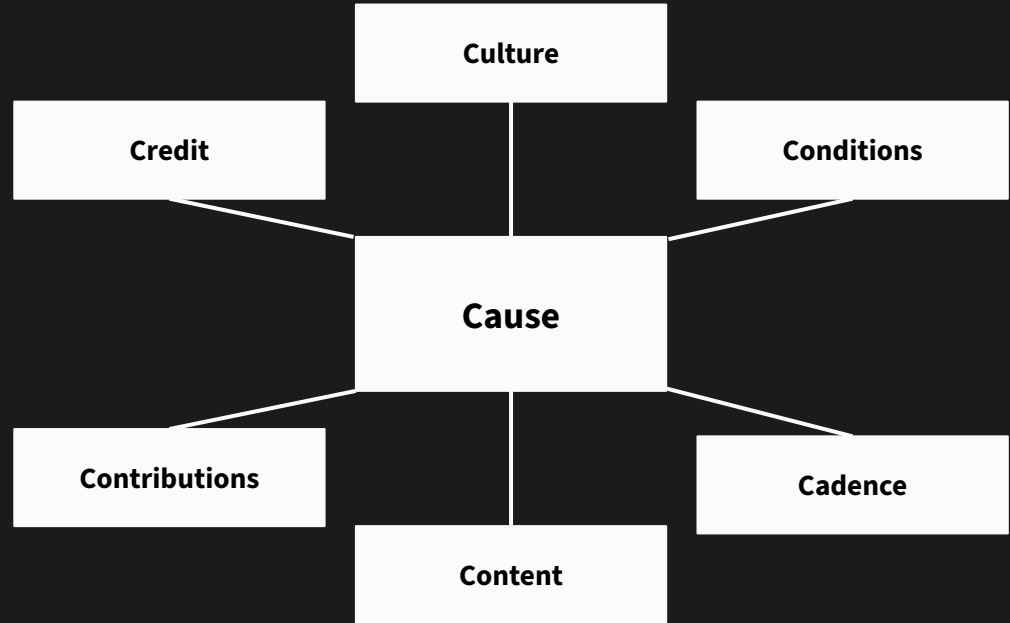 Culture
Credit
Conditions
Cause
Contributions
Cadence
Content